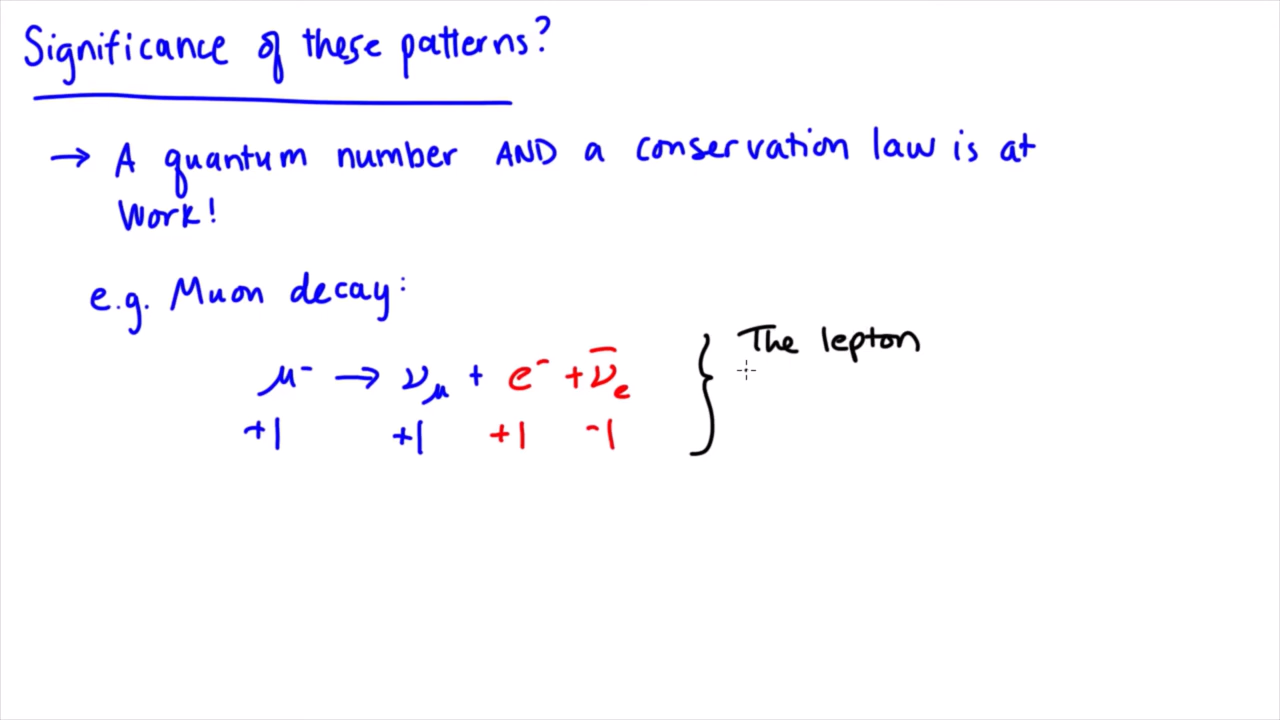 Significance of these patterns?
→ A quantum number AND a conservation law is at
work!
e.g. Muon decay:
μ⁻ → ν_μ + e⁻ + ν̄_e } The lepton
+1 +1 +1 -1